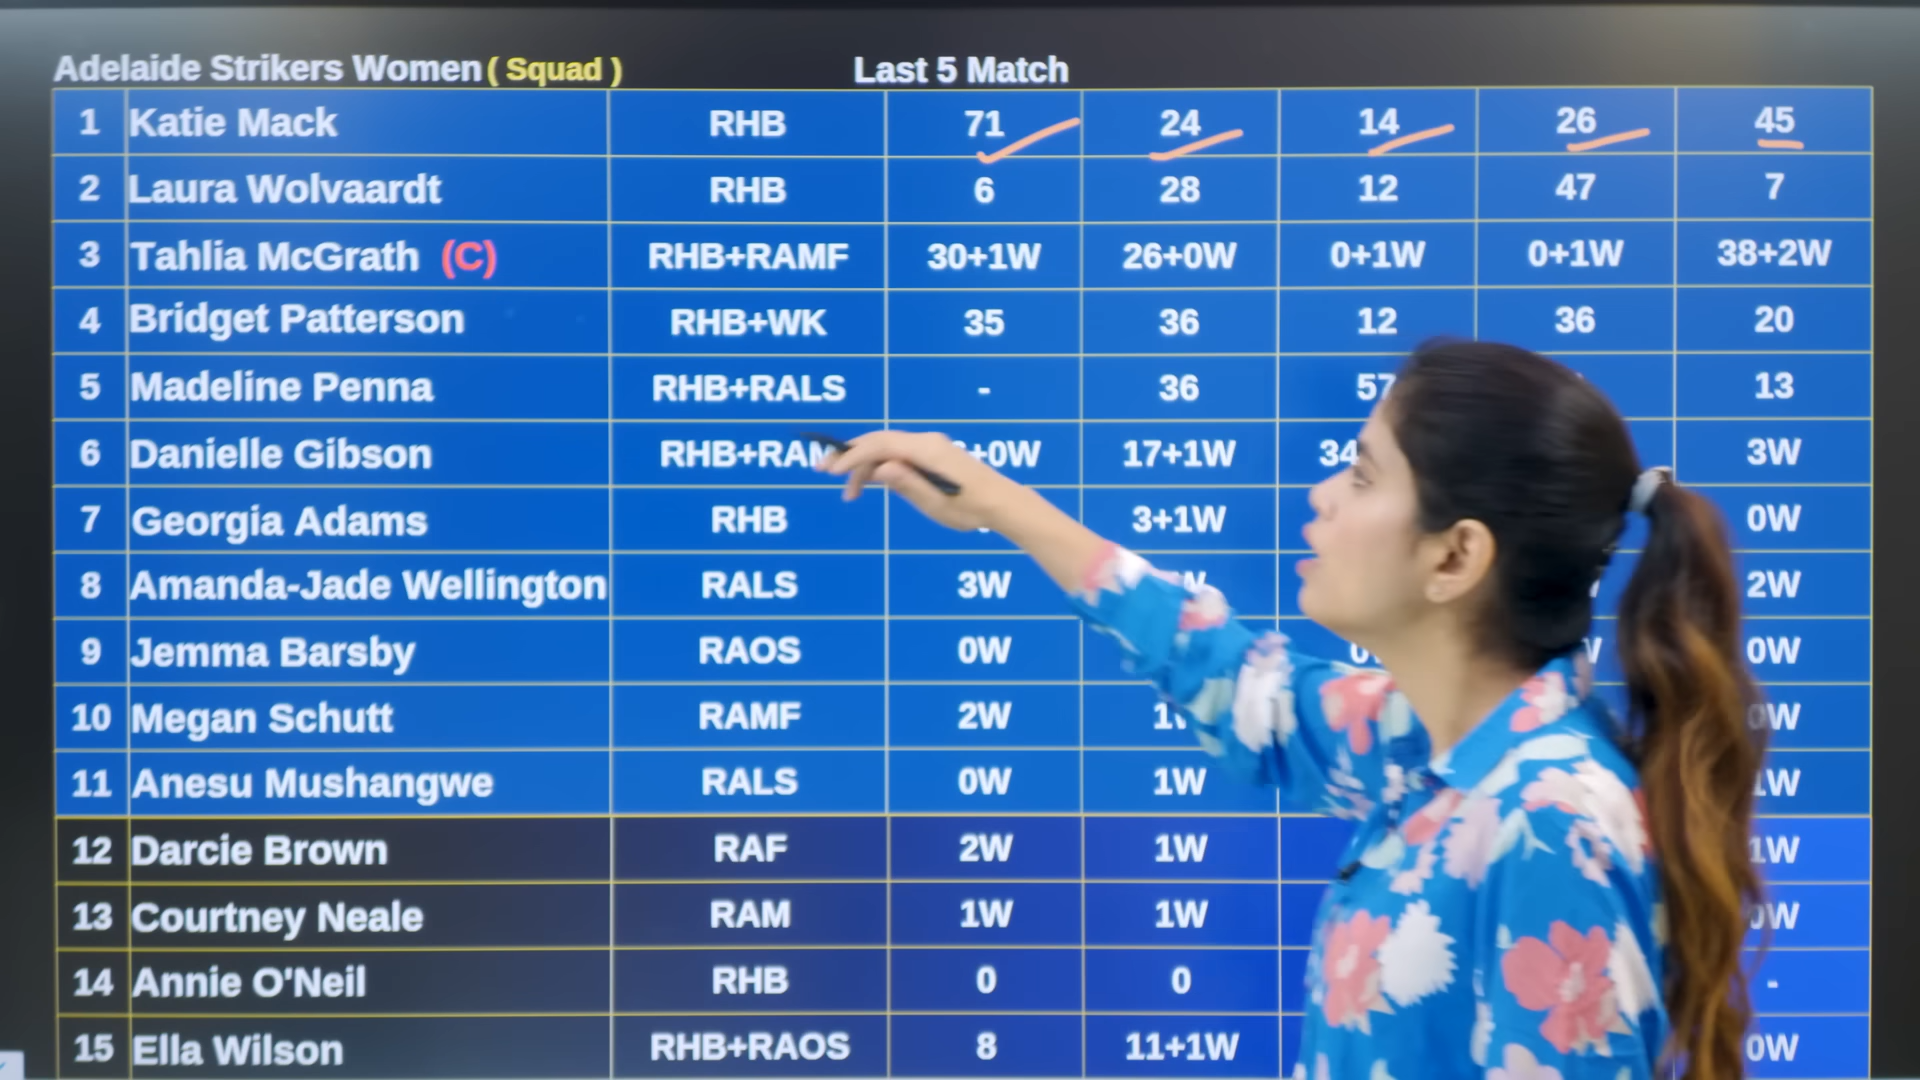 Adelaide Strikers Women ( Squad ) Last 5 Match
1 Katie Mack RHB 71 24 14 26 45
2 Laura Wolvaardt RHB 6 28 12 47 7
3 Tahlia McGrath (C) RHB+RAMF 30+1W 26+0W 0+1W 0+1W 38+2W
4 Bridget Patterson RHB+WK 35 36 12 36 20
5 Madeline Penna RHB+RALS - 36 57 13
6 Danielle Gibson 17+1W 3W
7 Georgia Adams RHB 3+1W 0W
8 Amanda-Jade Wellington RALS 3W 2W
9 Jemma Barsby RAOS 0W 0W
10 Megan Schutt RAMF 2W 0W
11 Anesu Mushangwe RALS 0W 1W 1W
12 Darcie Brown RAF 2W 1W 1W
13 Courtney Neale RAM 1W 1W 0W
14 Annie O'Neil RHB 0 0 -
15 Ella Wilson RHB+RAOS 8 11+1W 0W